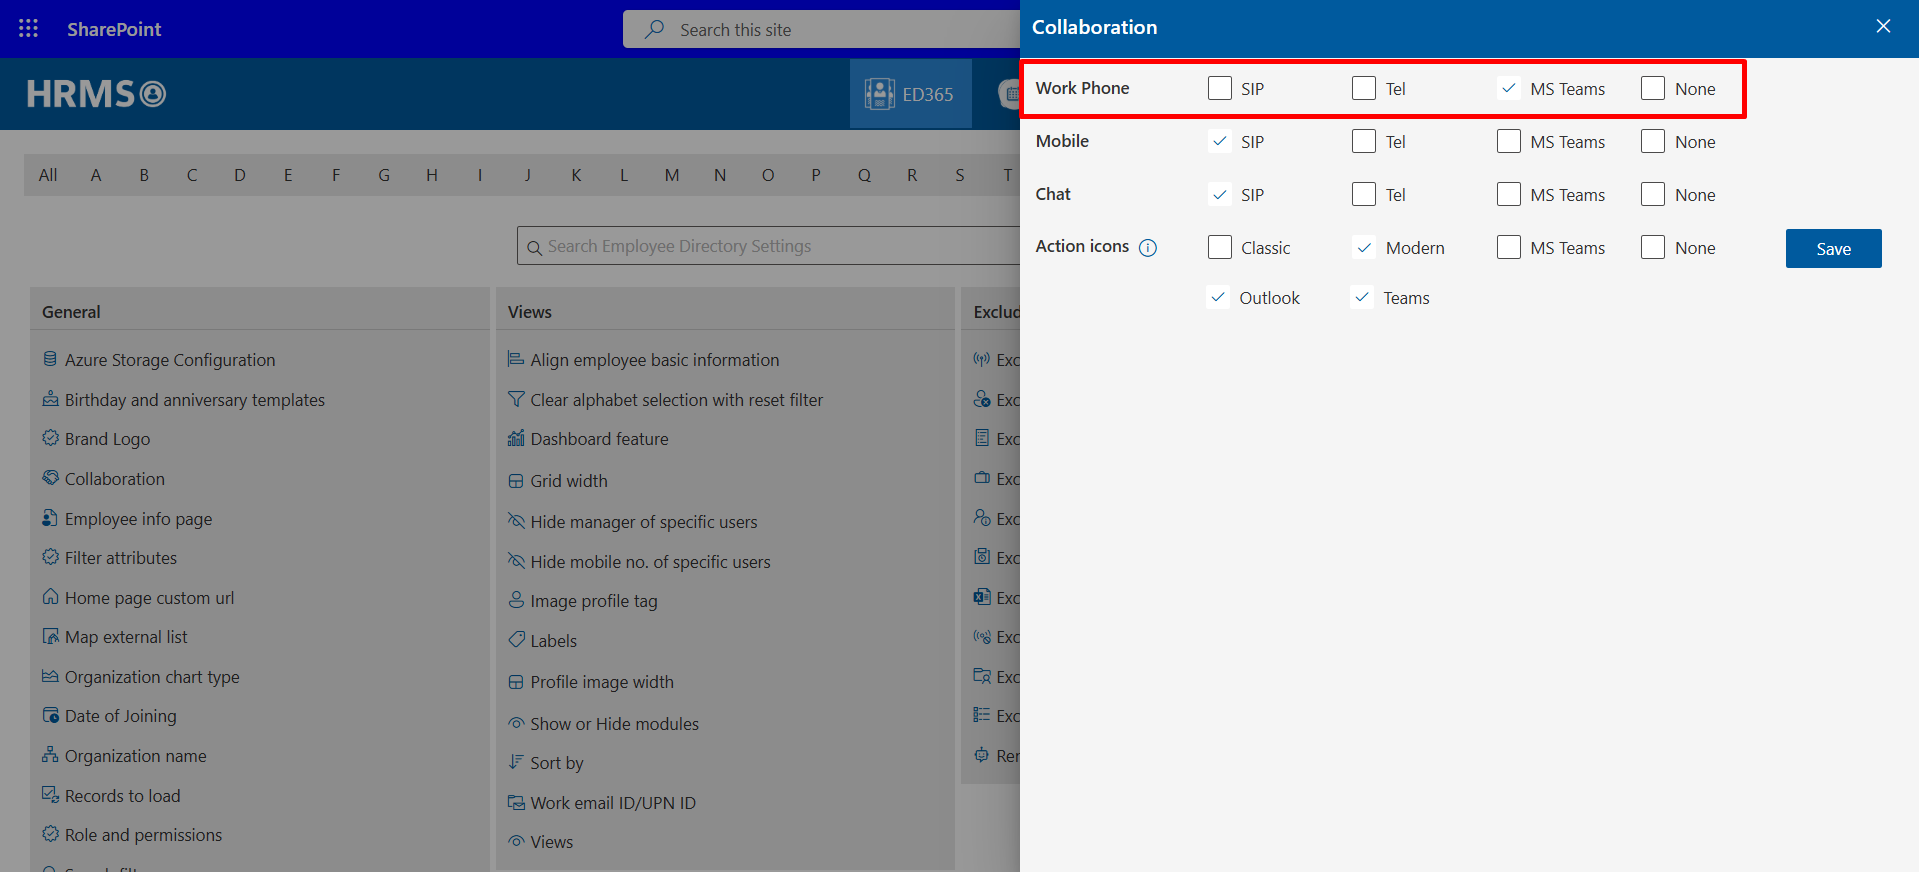 SharePoint
Search this site
HRMS
ED365
All A B C D E F G H I J K L M N O P Q R S T
Search Employee Directory Settings
General
Azure Storage Configuration
Birthday and anniversary templates
Brand Logo
Collaboration
Employee info page
Filter attributes
Home page custom url
Map external list
Organization chart type
Date of Joining
Organization name
Records to load
Role and permissions
Views
Align employee basic information
Clear alphabet selection with reset filter
Dashboard feature
Grid width
Hide manager of specific users
Hide mobile no. of specific users
Image profile tag
Labels
Profile image width
Show or Hide modules
Sort by
Work email ID/UPN ID
Views
Exclud
Exc
Exc
Exc
Exc
Exc
Exc
Exc
Exc
Exc
Exc
Rer
Collaboration
Work Phone SIP Tel MS Teams None
Mobile SIP Tel MS Teams None
Chat SIP Tel MS Teams None
Action icons Classic Modern MS Teams None Save
Outlook Teams